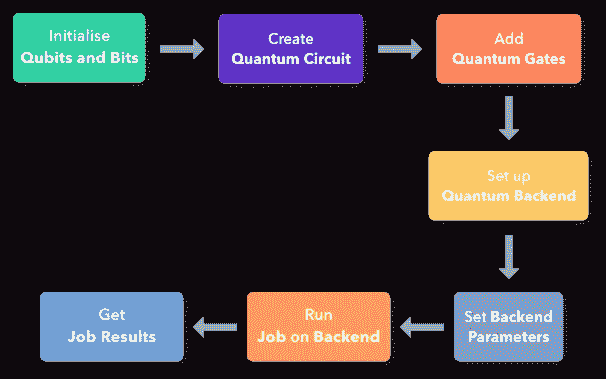 Initialise
Qubits and Bits
Create
Quantum Circuit
Add
Quantum Gates
Set up
Quantum Backend
Set Backend
Parameters
Run
Job on Backend
Get
Job Results